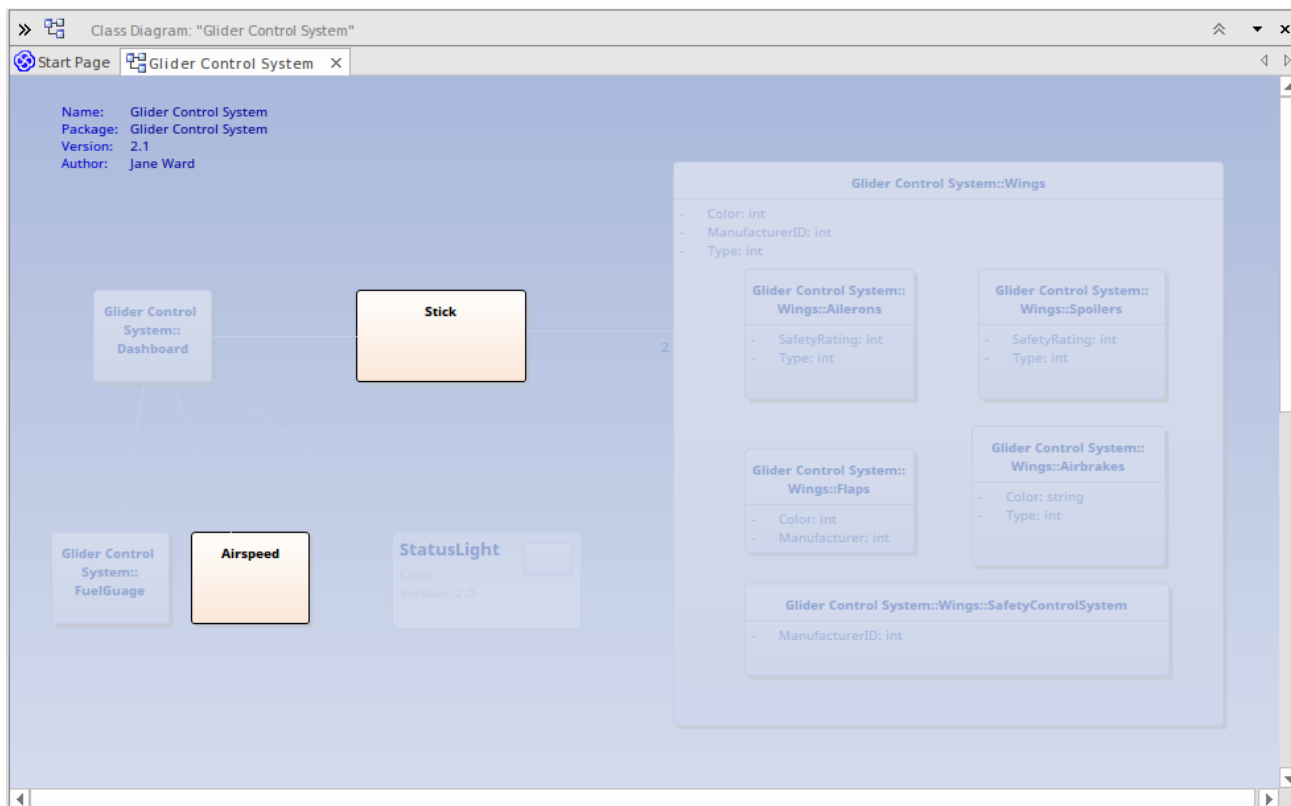 Class Diagram: "Glider Control System"
Start Page
Glider Control System
Name: Glider Control System
Package: Glider Control System
Version: 2.1
Author: Jane Ward
Glider Control System::Wings
- Color: int
- ManufacturerID: int
- Type: int
Glider Control
System::
Dashboard
Stick
2
Glider Control System::
Wings::Ailerons
- SafetyRating: int
- Type: int
Glider Control System::
Wings::Spoilers
- SafetyRating: int
- Type: int
Glider Control System::
Wings::Flaps
- Color: int
- Manufacturer: int
Glider Control System::
Wings::Airbrakes
- Color: string
- Type: int
Glider Control
System::
FuelGuage
Airspeed
StatusLight
Class
Version: 2.0
Glider Control System::Wings::SafetyControlSystem
- ManufacturerID: int